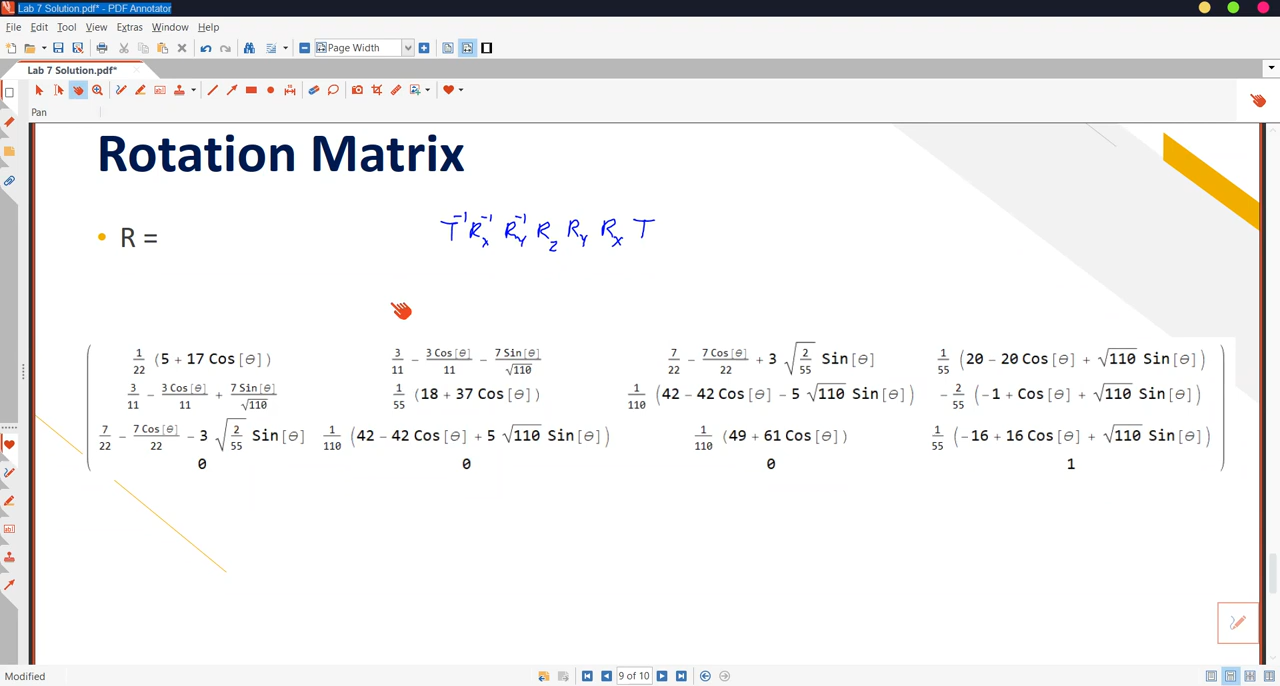 Lab 7 Solution.pdf* - PDF Annotator
File Edit Tool View Extras Window Help
Page Width
Lab 7 Solution.pdf*
Pan
Rotation Matrix
• R =
T⁻¹ Rₓ⁻¹ R_Y⁻¹ R_Z R_Y Rₓ T
1/22 (5 + 17 Cos[θ]) 3/11 - 3 Cos[θ]/11 - 7 Sin[θ]/√110 7/22 - 7 Cos[θ]/22 + 3 √(2/55) Sin[θ] 1/55 (20 - 20 Cos[θ] + √110 Sin[θ])
3/11 - 3 Cos[θ]/11 + 7 Sin[θ]/√110 1/55 (18 + 37 Cos[θ]) 1/110 (42 - 42 Cos[θ] - 5 √110 Sin[θ]) - 2/55 (-1 + Cos[θ] + √110 Sin[θ])
7/22 - 7 Cos[θ]/22 - 3 √(2/55) Sin[θ] 1/110 (42 - 42 Cos[θ] + 5 √110 Sin[θ]) 1/110 (49 + 61 Cos[θ]) 1/55 (-16 + 16 Cos[θ] + √110 Sin[θ])
0 0 0 1
Modified
9 of 10